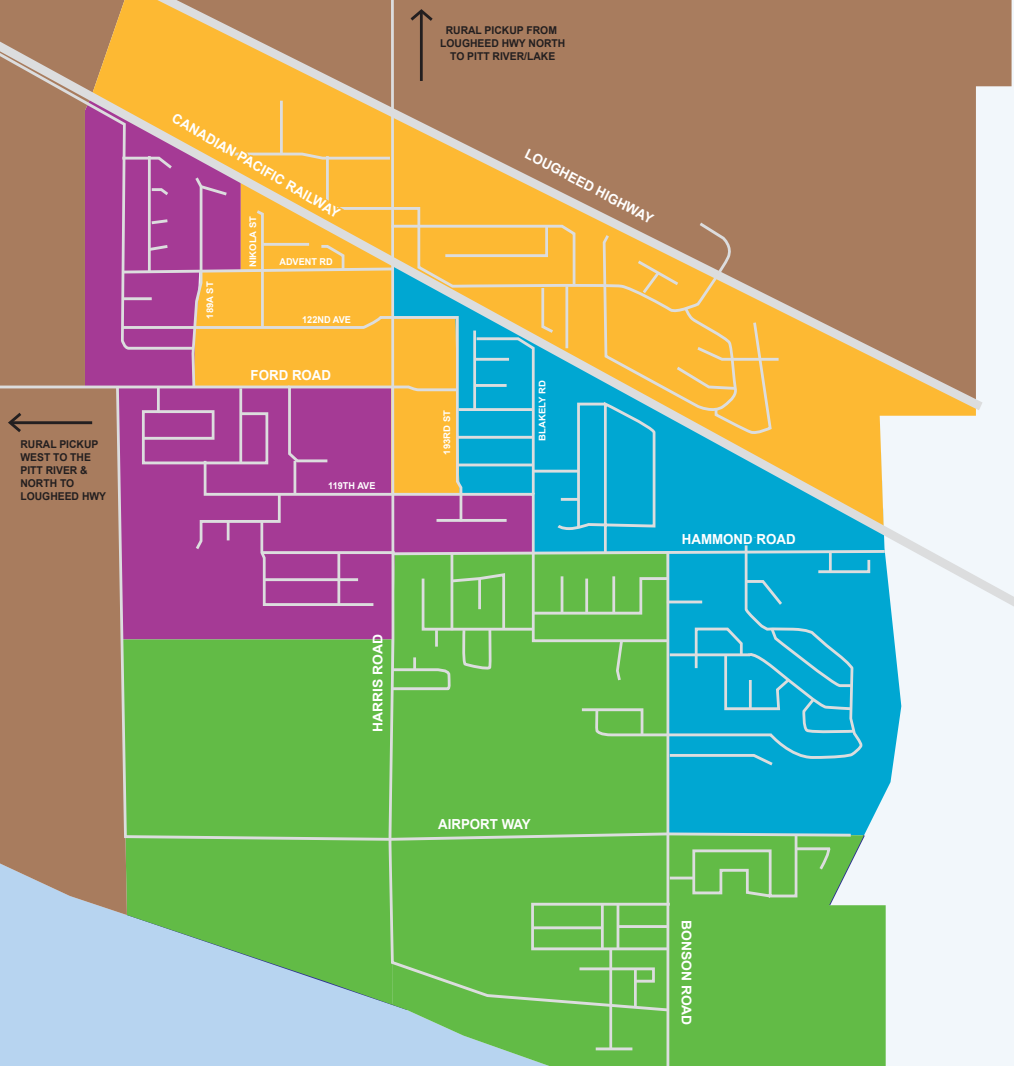 RURAL PICKUP FROM
LOUGHEED HWY NORTH
TO PITT RIVER/LAKE
CANADIAN PACIFIC RAILWAY
LOUGHEED HIGHWAY
NIKOLA ST
ADVENT RD
189A ST
122ND AVE
FORD ROAD
BLAKELY RD
193RD ST
RURAL PICKUP
WEST TO THE
PITT RIVER &
NORTH TO
LOUGHEED HWY
119TH AVE
HAMMOND ROAD
HARRIS ROAD
AIRPORT WAY
BONSON ROAD